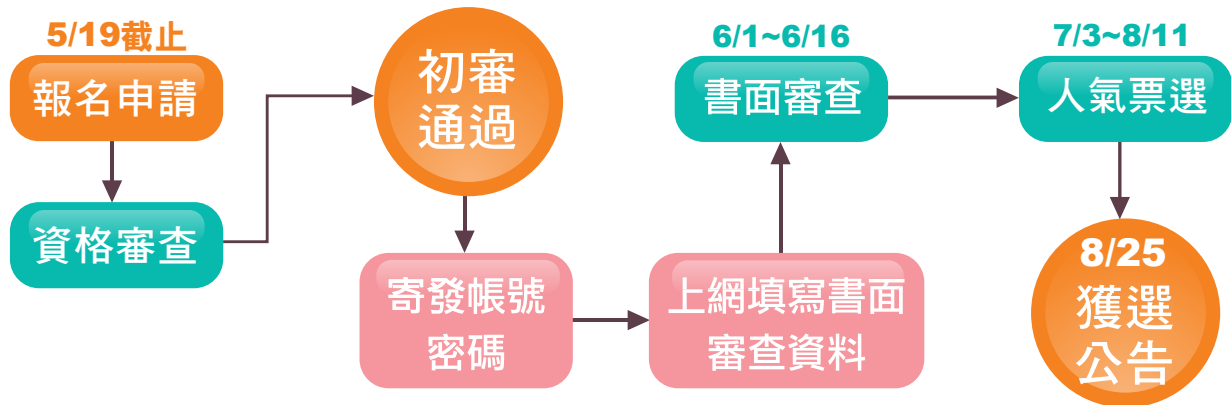 5/19截止
報名申請
資格審查
初審
通過
寄發帳號
密碼
上網填寫書面
審查資料
6/1~6/16
書面審查
7/3~8/11
人氣票選
8/25
獲選
公告